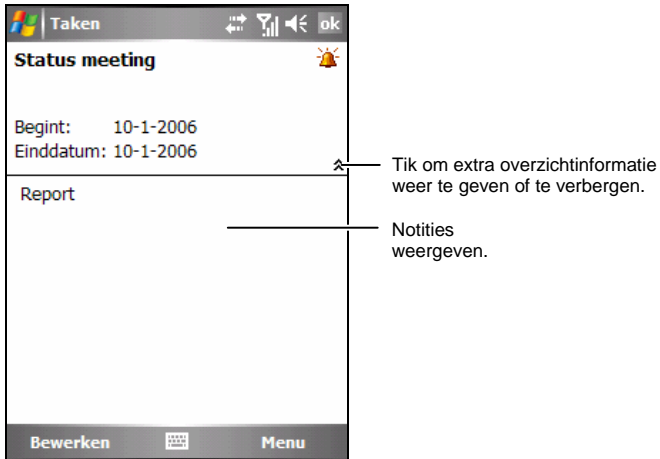 Taken ok
Status meeting
Begint: 10-1-2006
Einddatum: 10-1-2006
Tik om extra overzichtinformatie
weer te geven of te verbergen.
Report
Notities
weergeven.
Bewerken Menu